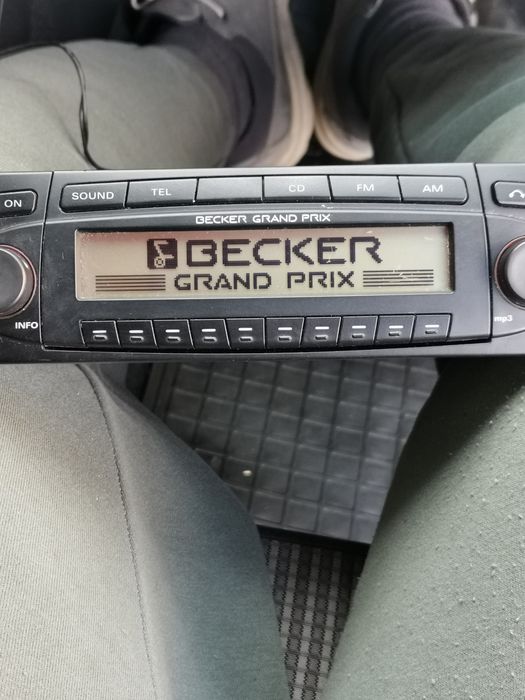 ON
SOUND TEL CD FM AM
BECKER GRAND PRIX
BECKER
GRAND PRIX
INFO
mp3